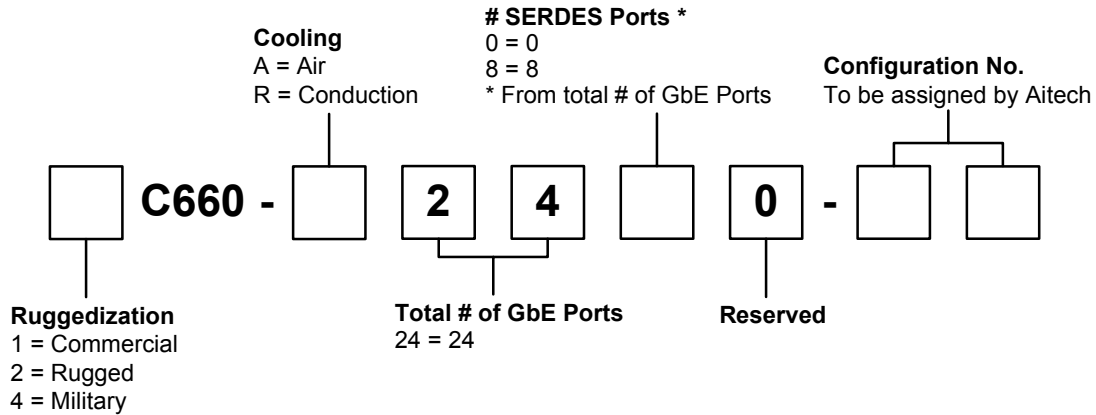 # SERDES Ports *
0 = 0
8 = 8
* From total # of GbE Ports
Cooling
A = Air
R = Conduction
Configuration No.
To be assigned by Aitech
C660 - 2 4 0 -
Ruggedization
1 = Commercial
2 = Rugged
4 = Military
Total # of GbE Ports
24 = 24
Reserved